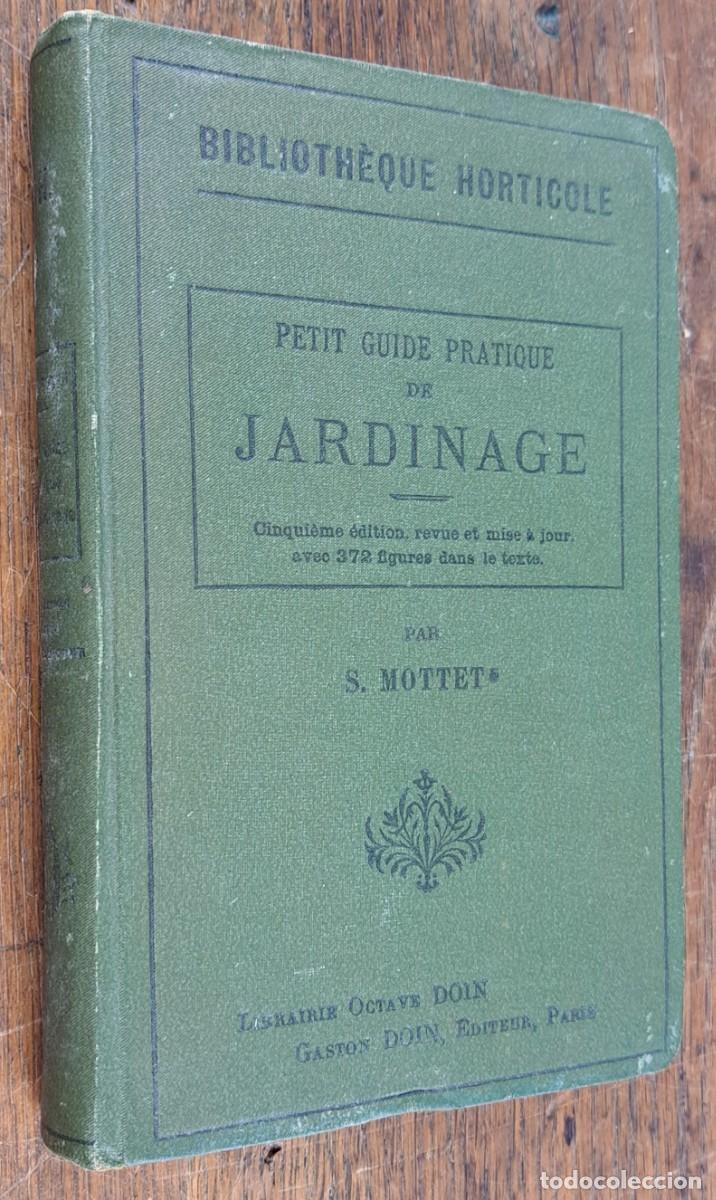 BIBLIOTHÈQUE HORTICOLE
PETIT GUIDE PRATIQUE
DE
JARDINAGE
Cinquième édition, revue et mise à jour.
avec 372 figures dans le texte.
PAR
S. MOTTET
LIBRAIRIE OCTAVE DOIN
GASTON DOIN, EDITEUR, PARIS
todocoleccion